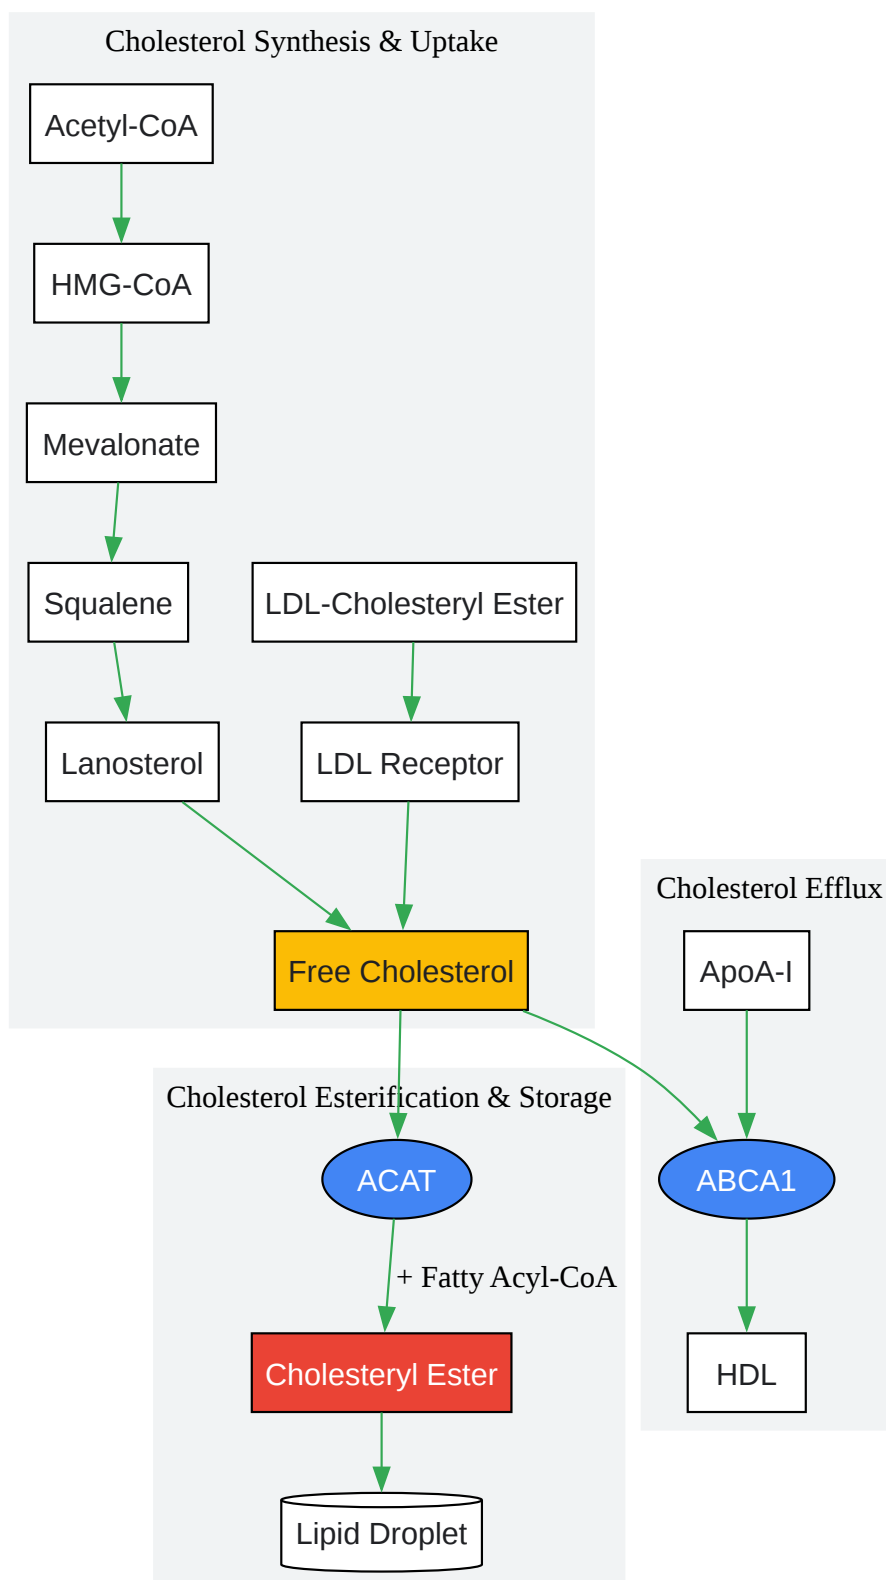 Cholesterol Synthesis & Uptake
Acetyl-CoA
HMG-CoA
Mevalonate
Squalene
LDL-Cholesteryl Ester
Lanosterol
LDL Receptor
Free Cholesterol
Cholesterol Efflux
ApoA-I
Cholesterol Esterification & Storage
ACAT
ABCA1
+ Fatty Acyl-CoA
Cholesteryl Ester
HDL
Lipid Droplet